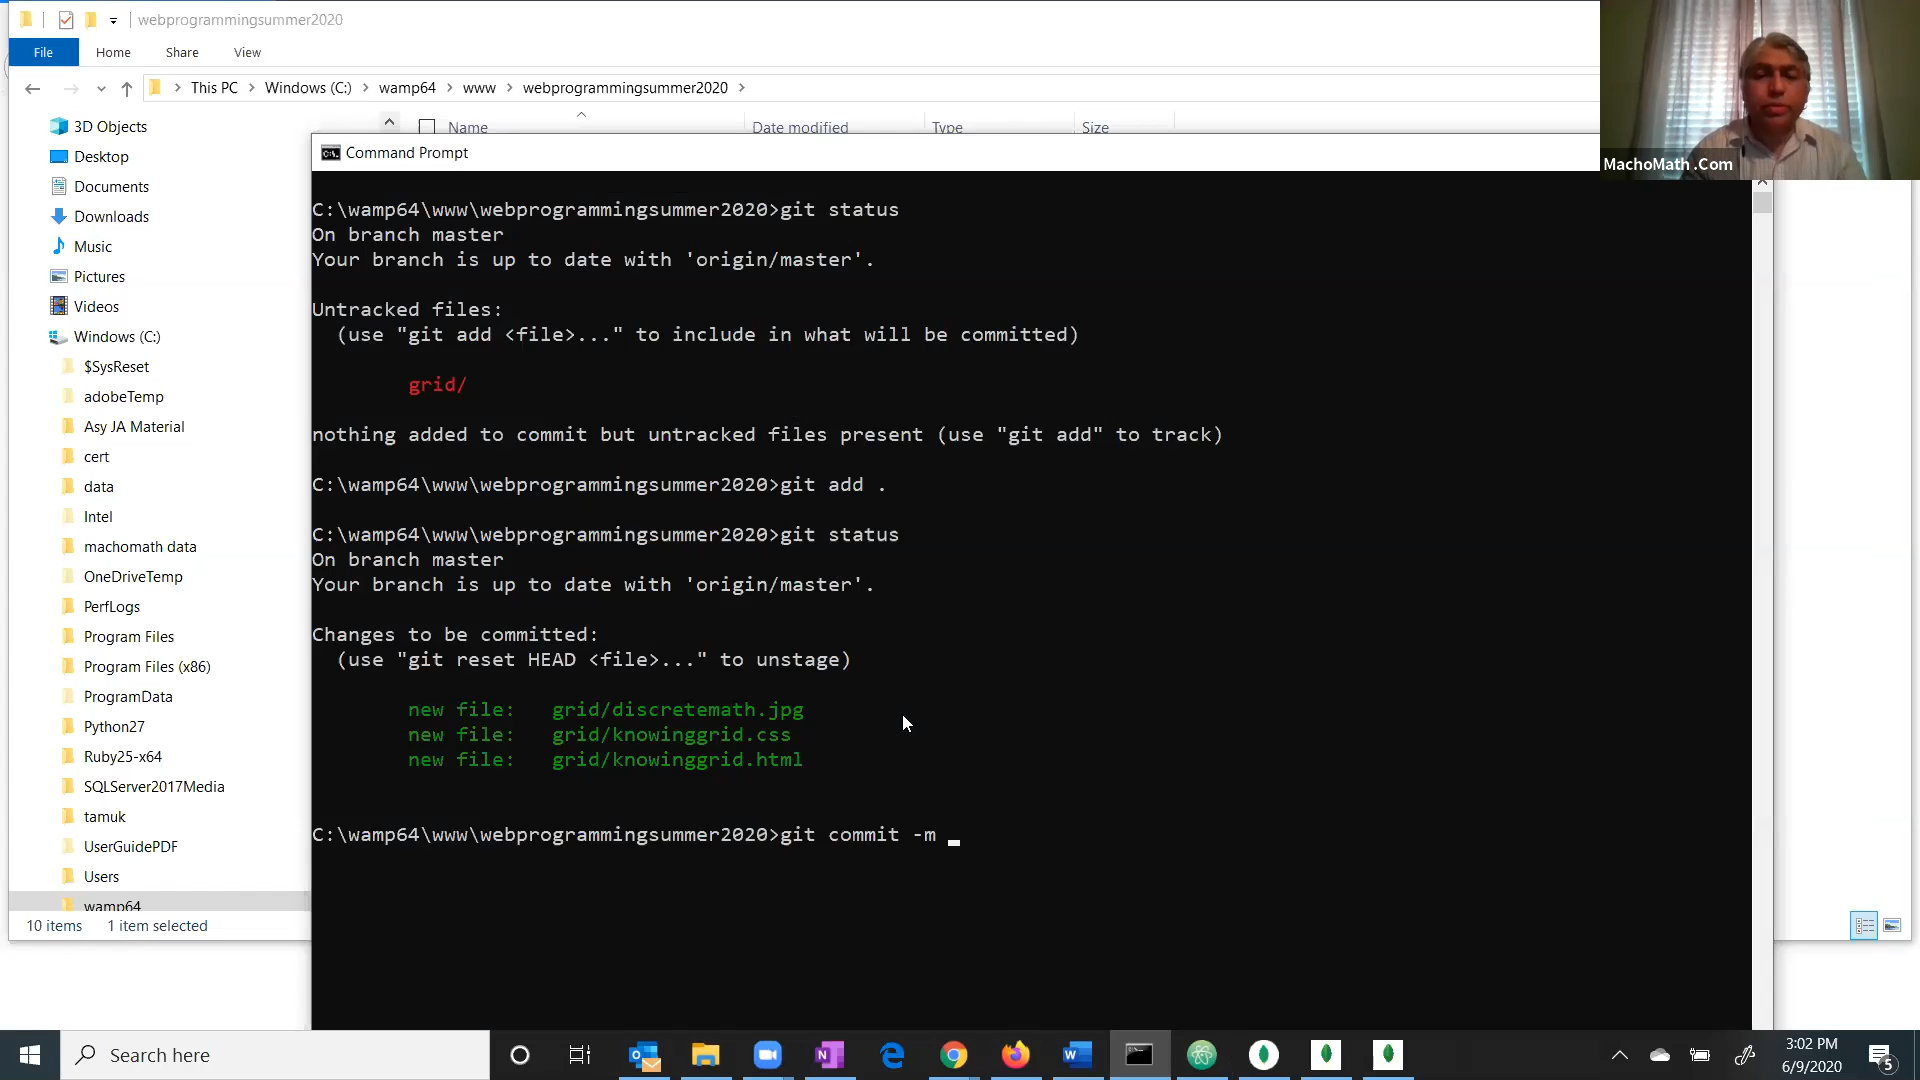 webprogrammingsummer2020
File
Home
Share
View
This PC
Windows (C:)
wamp64
www
webprogrammingsummer2020
Name
Date modified
Type
Size
3D Objects
Desktop
Documents
Downloads
Music
Pictures
Videos
Windows (C:)
$SysReset
adobeTemp
Asy JA Material
cert
data
Intel
machomath data
OneDriveTemp
PerfLogs
Program Files
Program Files (x86)
ProgramData
Python27
Ruby25-x64
SQLServer2017Media
tamuk
UserGuidePDF
Users
wamp64
10 items
1 item selected
Command Prompt
C:\wamp64\www\webprogrammingsummer2020>git status
On branch master
Your branch is up to date with 'origin/master'.
Untracked files:
(use "git add <file>..." to include in what will be committed)
grid/
nothing added to commit but untracked files present (use "git add" to track)
C:\wamp64\www\webprogrammingsummer2020>git add .
C:\wamp64\www\webprogrammingsummer2020>git status
On branch master
Your branch is up to date with 'origin/master'.
Changes to be committed:
(use "git reset HEAD <file>..." to unstage)
new file:   grid/discretemath.jpg
new file:   grid/knowinggrid.css
new file:   grid/knowinggrid.html
C:\wamp64\www\webprogrammingsummer2020>git commit -m
MachoMath .Com
Search here
3:02 PM
6/9/2020
5